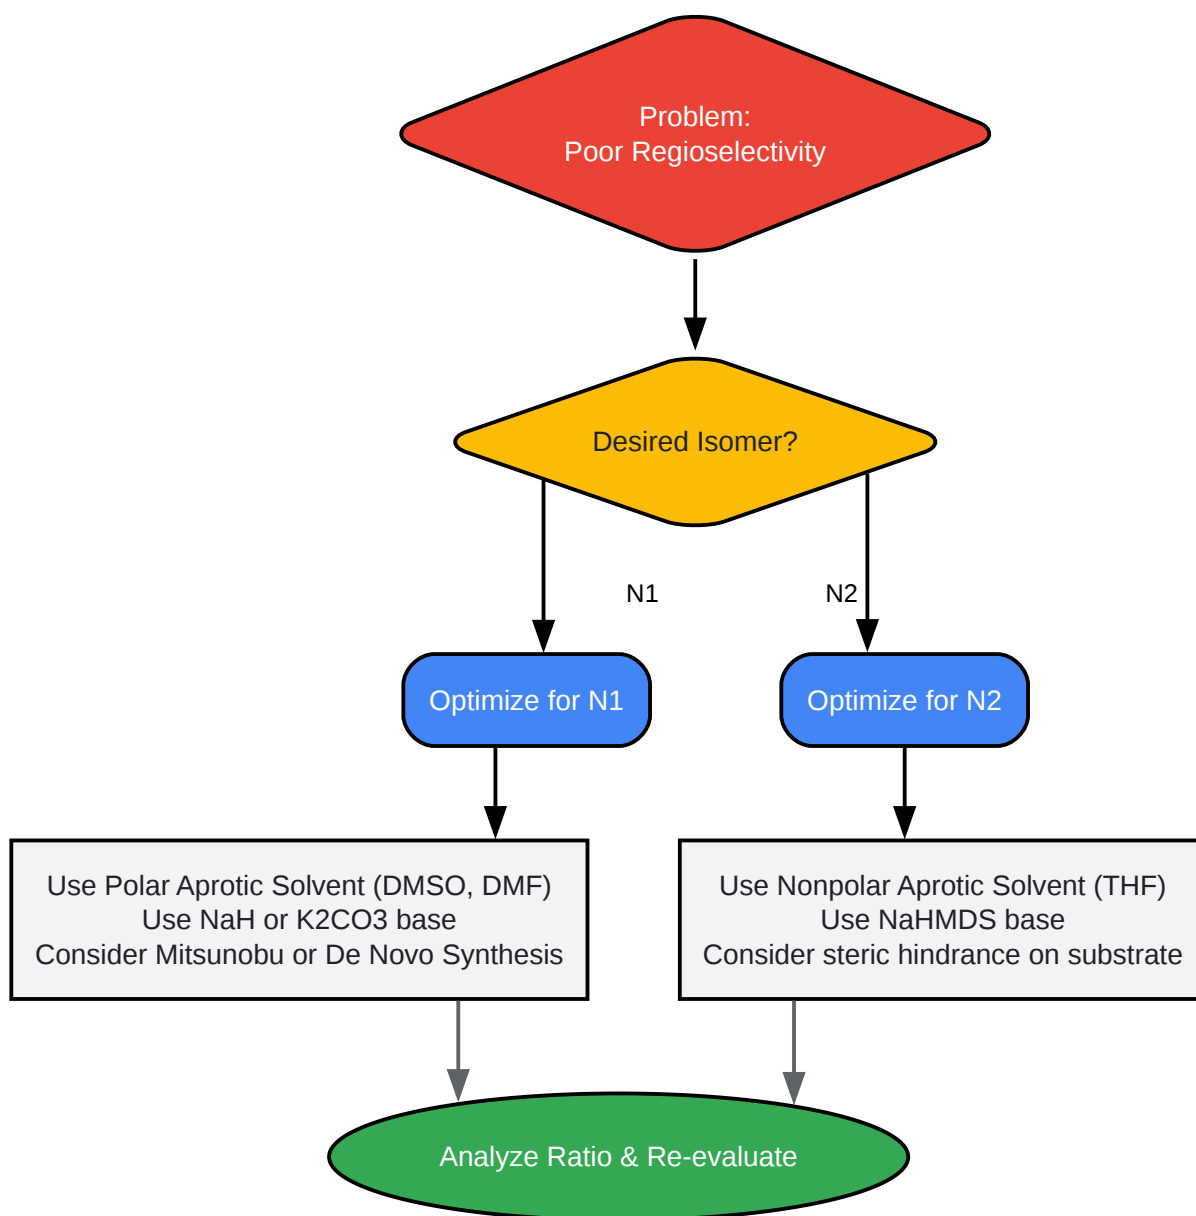 Problem:
Poor Regioselectivity
Desired Isomer?
N1
N2
Optimize for N1
Optimize for N2
Use Polar Aprotic Solvent (DMSO, DMF)
Use NaH or K2CO3 base
Consider Mitsunobu or De Novo Synthesis
Use Nonpolar Aprotic Solvent (THF)
Use NaHMDS base
Consider steric hindrance on substrate
Analyze Ratio & Re-evaluate